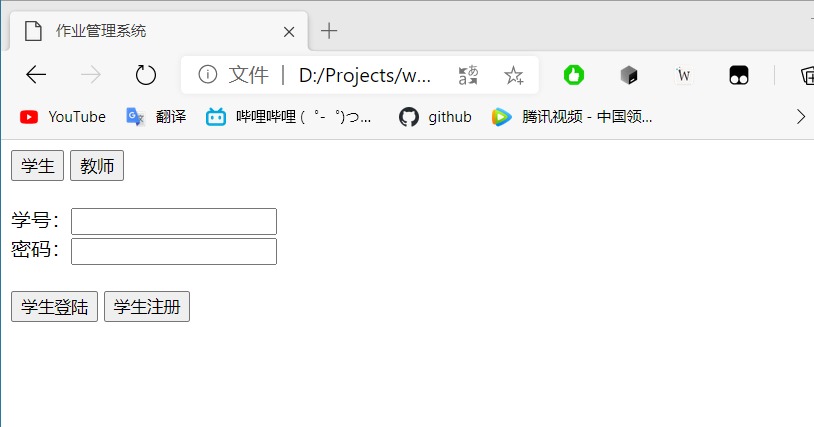 作业管理系统
文件 | D:/Projects/w...
YouTube 翻译 哔哩哔哩 (゜-゜)つ... github 腾讯视频 - 中国领...
学生 教师
学号：
密码：
学生登陆 学生注册